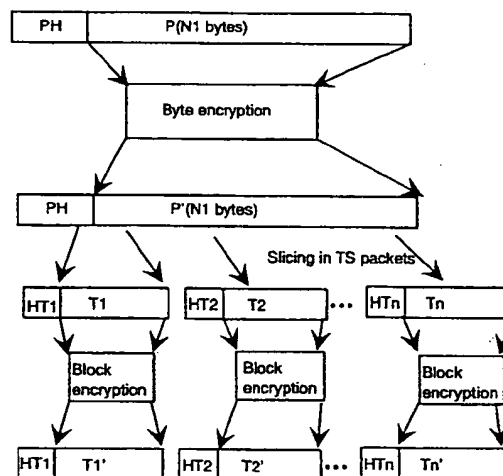 PH P(N1 bytes)
Byte encryption
PH P'(N1 bytes)
Slicing in TS packets
HT1 T1 HT2 T2 ••• HTn Tn
Block encryption Block encryption Block encryption
HT1 T1' HT2 T2' ••• HTn Tn'